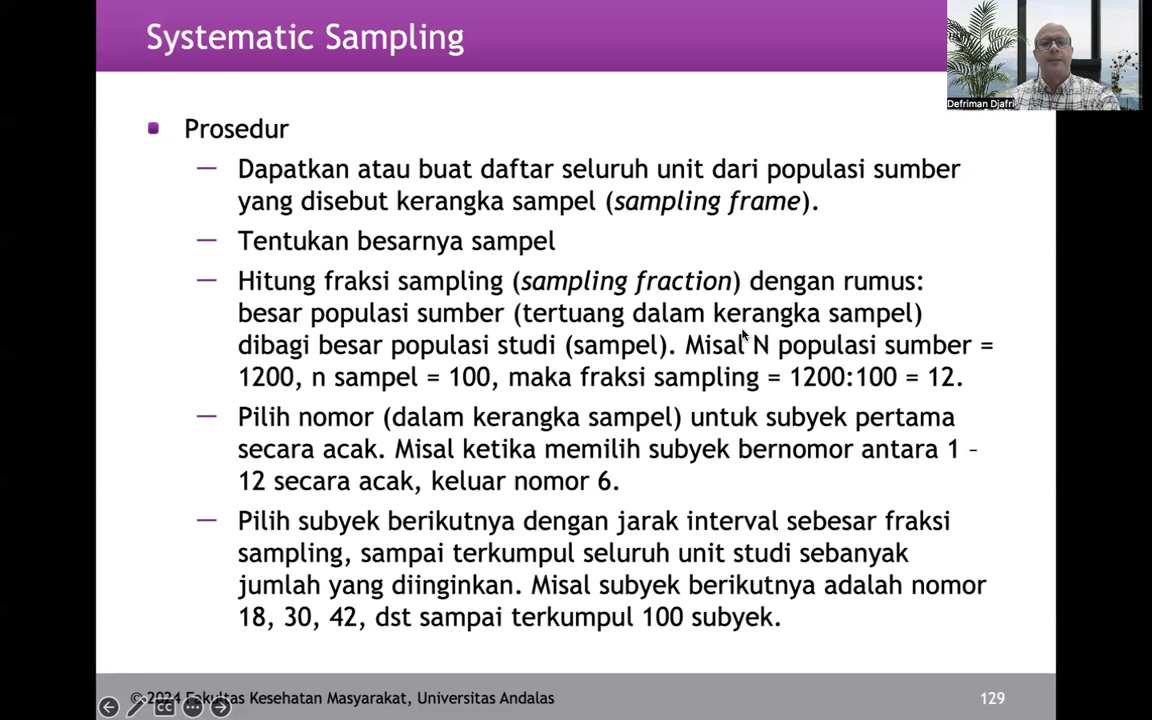 Systematic Sampling
Defriman Djafri
Prosedur
— Dapatkan atau buat daftar seluruh unit dari populasi sumber
yang disebut kerangka sampel (sampling frame).
— Tentukan besarnya sampel
— Hitung fraksi sampling (sampling fraction) dengan rumus:
besar populasi sumber (tertuang dalam kerangka sampel)
dibagi besar populasi studi (sampel). Misal N populasi sumber =
1200, n sampel = 100, maka fraksi sampling = 1200:100 = 12.
— Pilih nomor (dalam kerangka sampel) untuk subyek pertama
secara acak. Misal ketika memilih subyek bernomor antara 1 –
12 secara acak, keluar nomor 6.
— Pilih subyek berikutnya dengan jarak interval sebesar fraksi
sampling, sampai terkumpul seluruh unit studi sebanyak
jumlah yang diinginkan. Misal subyek berikutnya adalah nomor
18, 30, 42, dst sampai terkumpul 100 subyek.
©2024 Fakultas Kesehatan Masyarakat, Universitas Andalas
129
CC